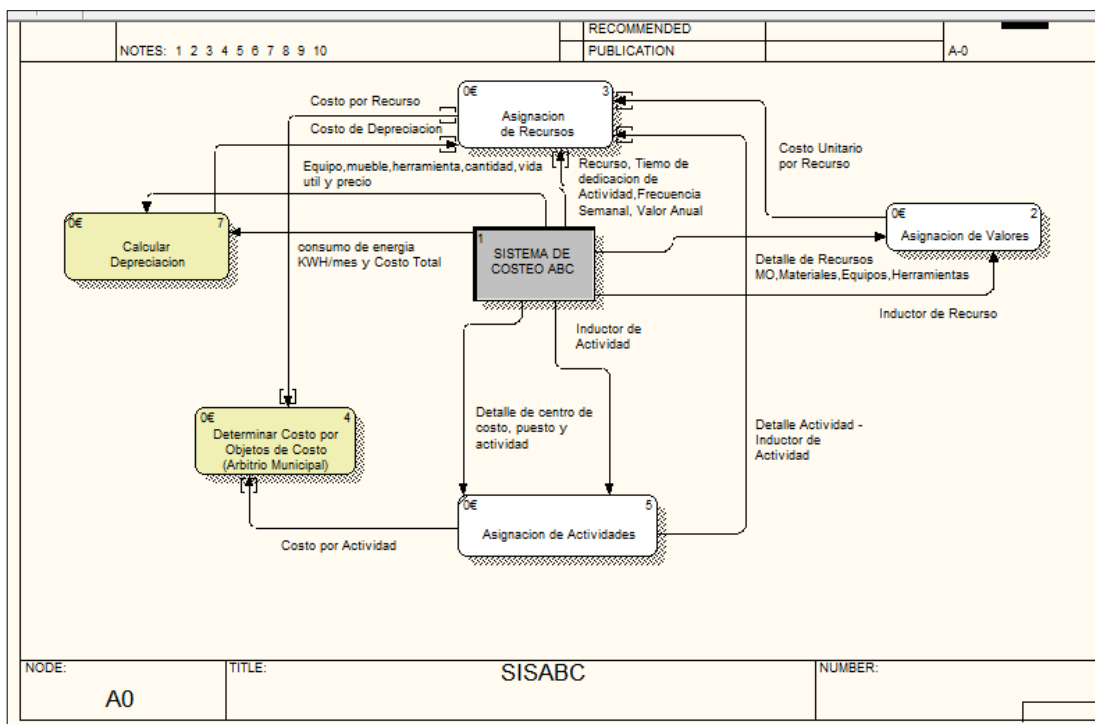 RECOMMENDED
NOTES: 1 2 3 4 5 6 7 8 9 10
PUBLICATION
A-0
0€
3
Asignacion
de Recursos
Costo por Recurso
Costo de Depreciacion
Equipo,mueble,herramienta,cantidad,vida
util y precio
Recurso, Tiemo de
dedicacion de
Actividad,Frecuencia
Semanal, Valor Anual
Costo Unitario
por Recurso
0€
7
Calcular
Depreciacion
consumo de energia
KWH/mes y Costo Total
1
SISTEMA DE
COSTEO ABC
0€
2
Asignacion de Valores
Detalle de Recursos
MO,Materiales,Equipos,Herramientas
Inductor de Recurso
Inductor de
Actividad
0€
4
Determinar Costo por
Objetos de Costo
(Arbitrio Municipal)
Detalle de centro de
costo, puesto y
actividad
Detalle Actividad -
Inductor de
Actividad
0€
5
Asignacion de Actividades
Costo por Actividad
NODE:
A0
TITLE:
SISABC
NUMBER: